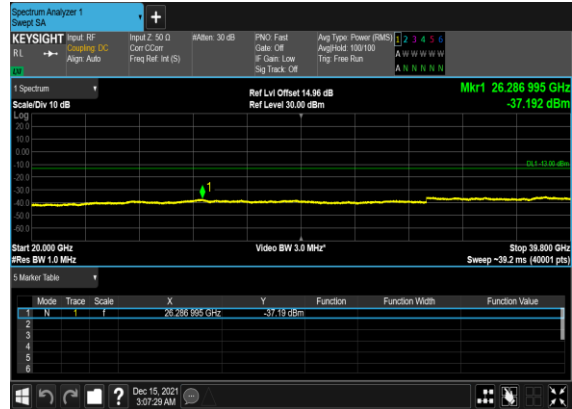 Spectrum Analyzer 1
Swept SA
+
KEYSIGHT Input: RF Input Z: 50 Ω #Atten: 30 dB PNO: Fast Avg Type: Power (RMS) 1 2 3 4 5 6
RL Coupling: DC Corr CCorr Gate: Off Avg|Hold: 100/100 A W W W W W
Align: Auto Freq Ref: Int (S) IF Gain: Low Trig: Free Run
Sig Track: Off A N N N N N
1 Spectrum Ref Lvl Offset 14.96 dB Mkr1 26.286 995 GHz
Scale/Div 10 dB Ref Level 30.00 dBm -37.192 dBm
Log
20.0
10.0
0.00
-10.0
DL1 -13.00 dBm
-20.0
-30.0
1
-40.0
-50.0
-60.0
Start 20.000 GHz Video BW 3.0 MHz* Stop 39.800 GHz
#Res BW 1.0 MHz Sweep ~39.2 ms (40001 pts)
5 Marker Table
Mode Trace Scale X Y Function Function Width Function Value
1 N 1 f 26.286 995 GHz -37.19 dBm
2
3
4
5
6
? Dec 15, 2021
3:07:29 AM